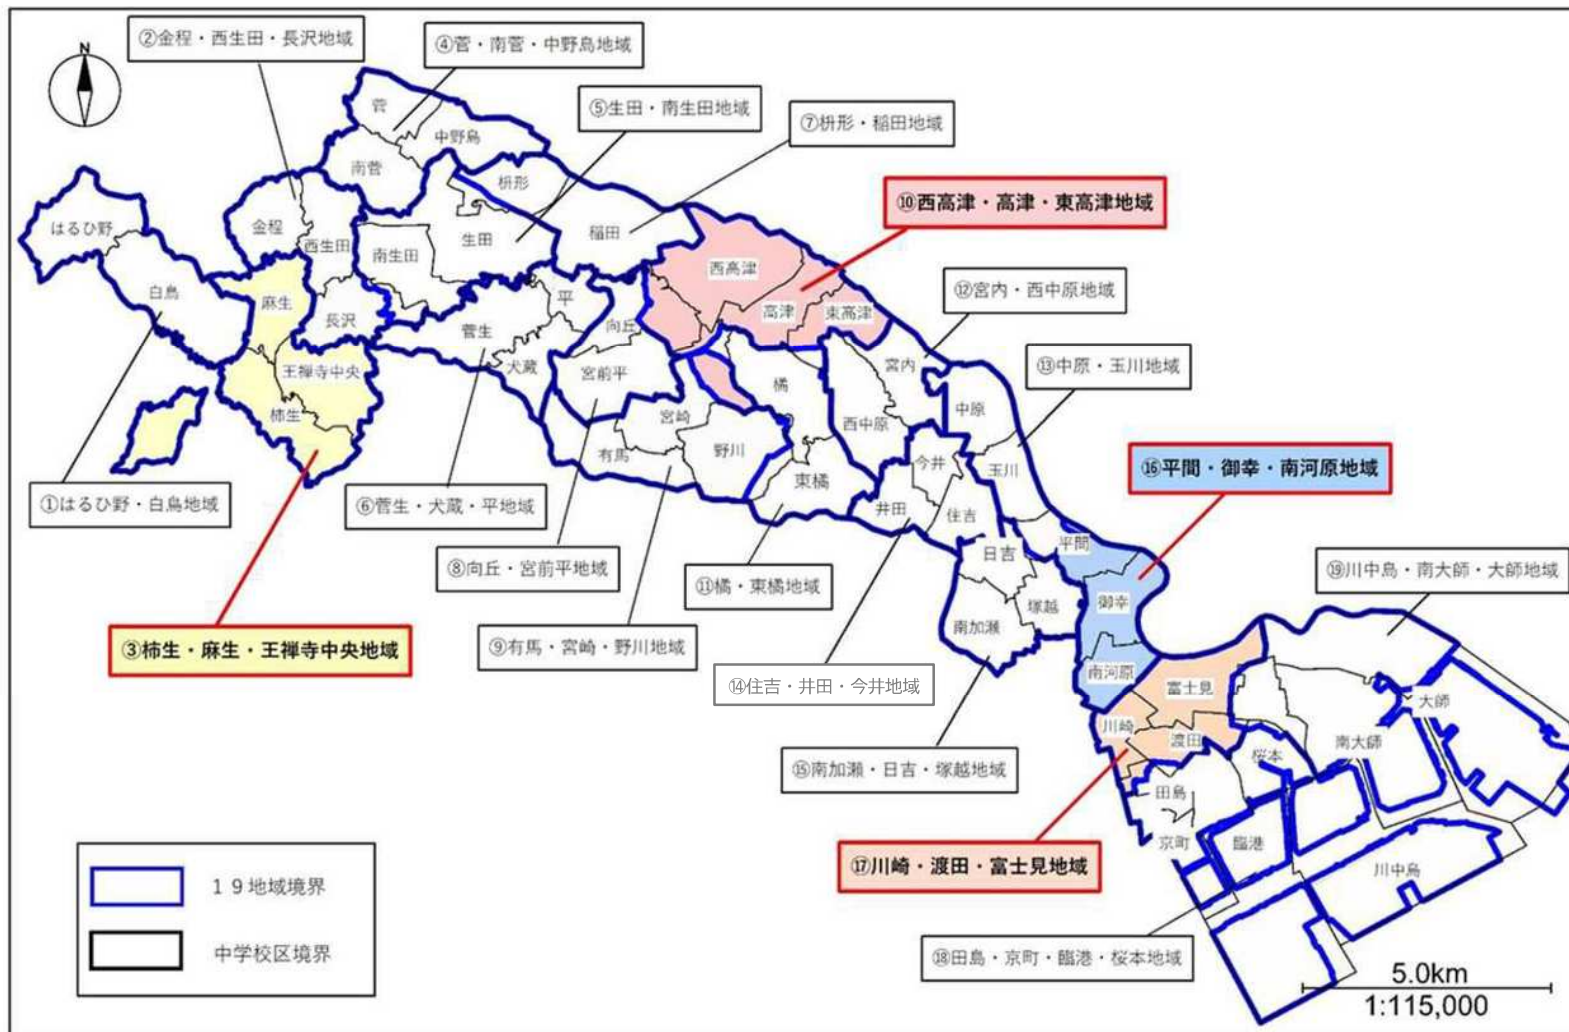 ②金程・西生田・長沢地域
④菅・南菅・中野島地域
⑤生田・南生田地域
⑦枡形・稲田地域
⑩西高津・高津・東高津地域
⑫宮内・西中原地域
⑬中原・玉川地域
⑯平間・御幸・南河原地域
⑲川中島・南大師・大師地域
①はるひ野・白鳥地域
③柿生・麻生・王禅寺中央地域
⑥菅生・犬蔵・平地域
⑧向丘・宮前平地域
⑨有馬・宮崎・野川地域
⑪橘・東橘地域
⑭住吉・井田・今井地域
⑮南加瀬・日吉・塚越地域
⑰川崎・渡田・富士見地域
⑱田島・京町・臨港・桜本地域
N
菅
中野島
南菅
枡形
はるひ野
金程
西生田
南生田
生田
稲田
白鳥
麻生
長沢
菅生
平
犬蔵
向丘
西高津
高津
東高津
王禅寺中央
柿生
宮前平
宮崎
有馬
野川
橘
東橘
宮内
西中原
中原
今井
玉川
井田
住吉
平間
日吉
御幸
塚越
南加瀬
南河原
富士見
川崎
渡田
大師
南大師
桜本
田島
京町
臨港
川中島
19地域境界
中学校区境界
5.0km
1:115,000